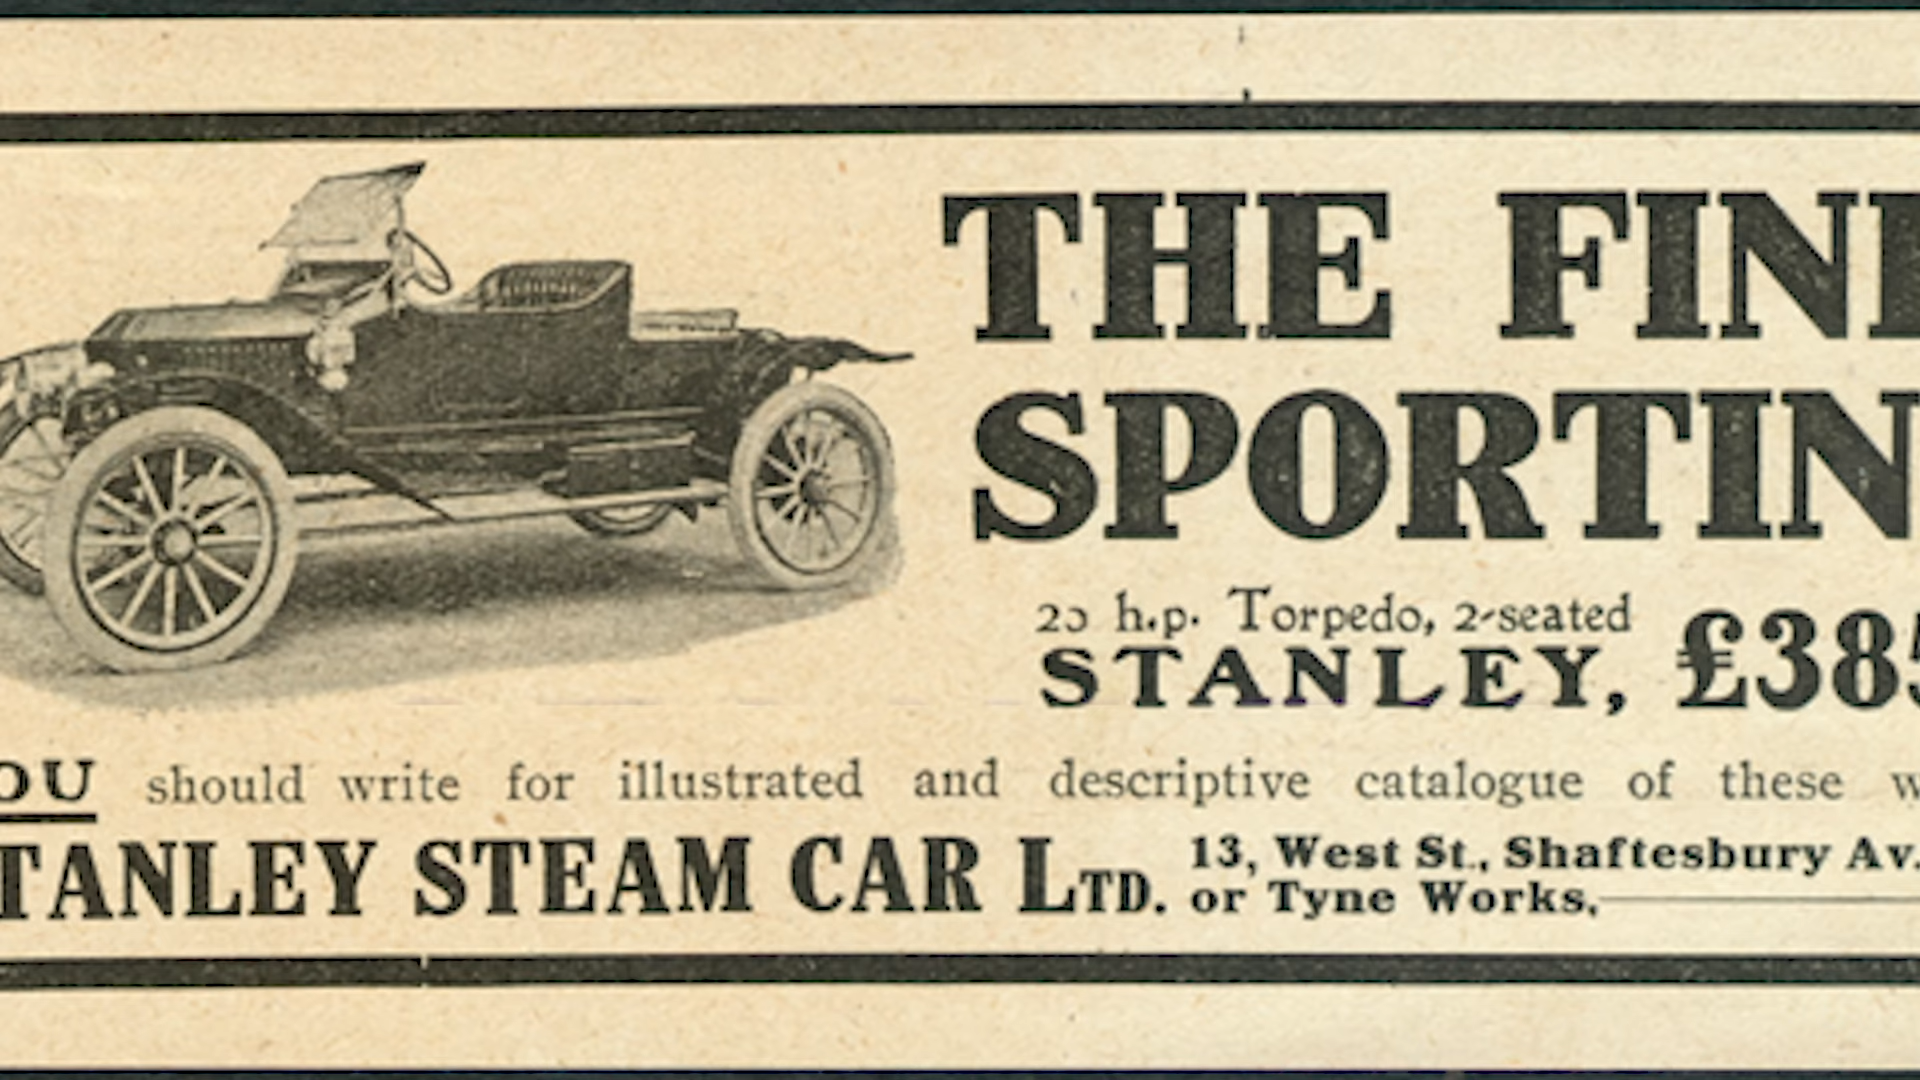 THE FINE
SPORTIN
20 h.p. Torpedo, 2-seated
STANLEY, £385
OU should write for illustrated and descriptive catalogue of these w
TANLEY STEAM CAR LTD. 13, West St., Shaftesbury Av.
or Tyne Works,